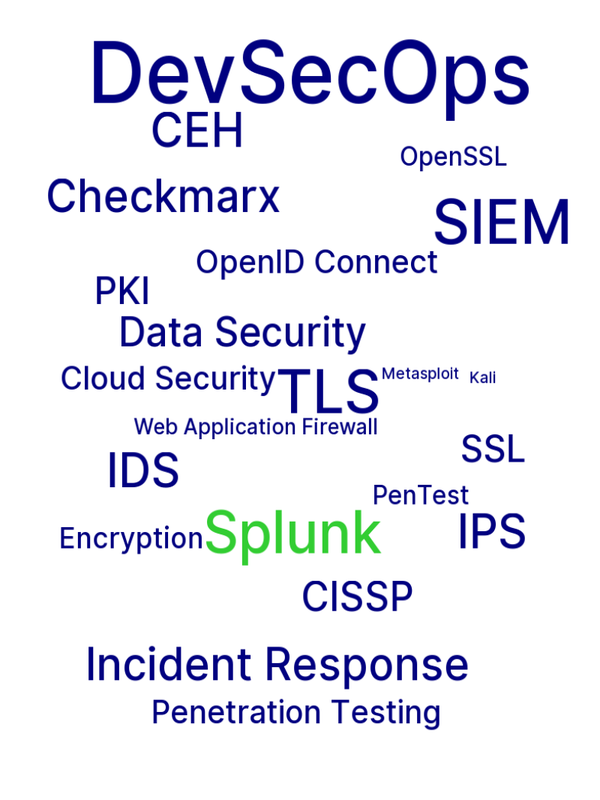 DevSecOps
CEH
OpenSSL
Checkmarx
SIEM
OpenID Connect
PKI
Data Security
Cloud Security TLS Metasploit Kali
Web Application Firewall
SSL
IDS
PenTest
Encryption Splunk IPS
CISSP
Incident Response
Penetration Testing